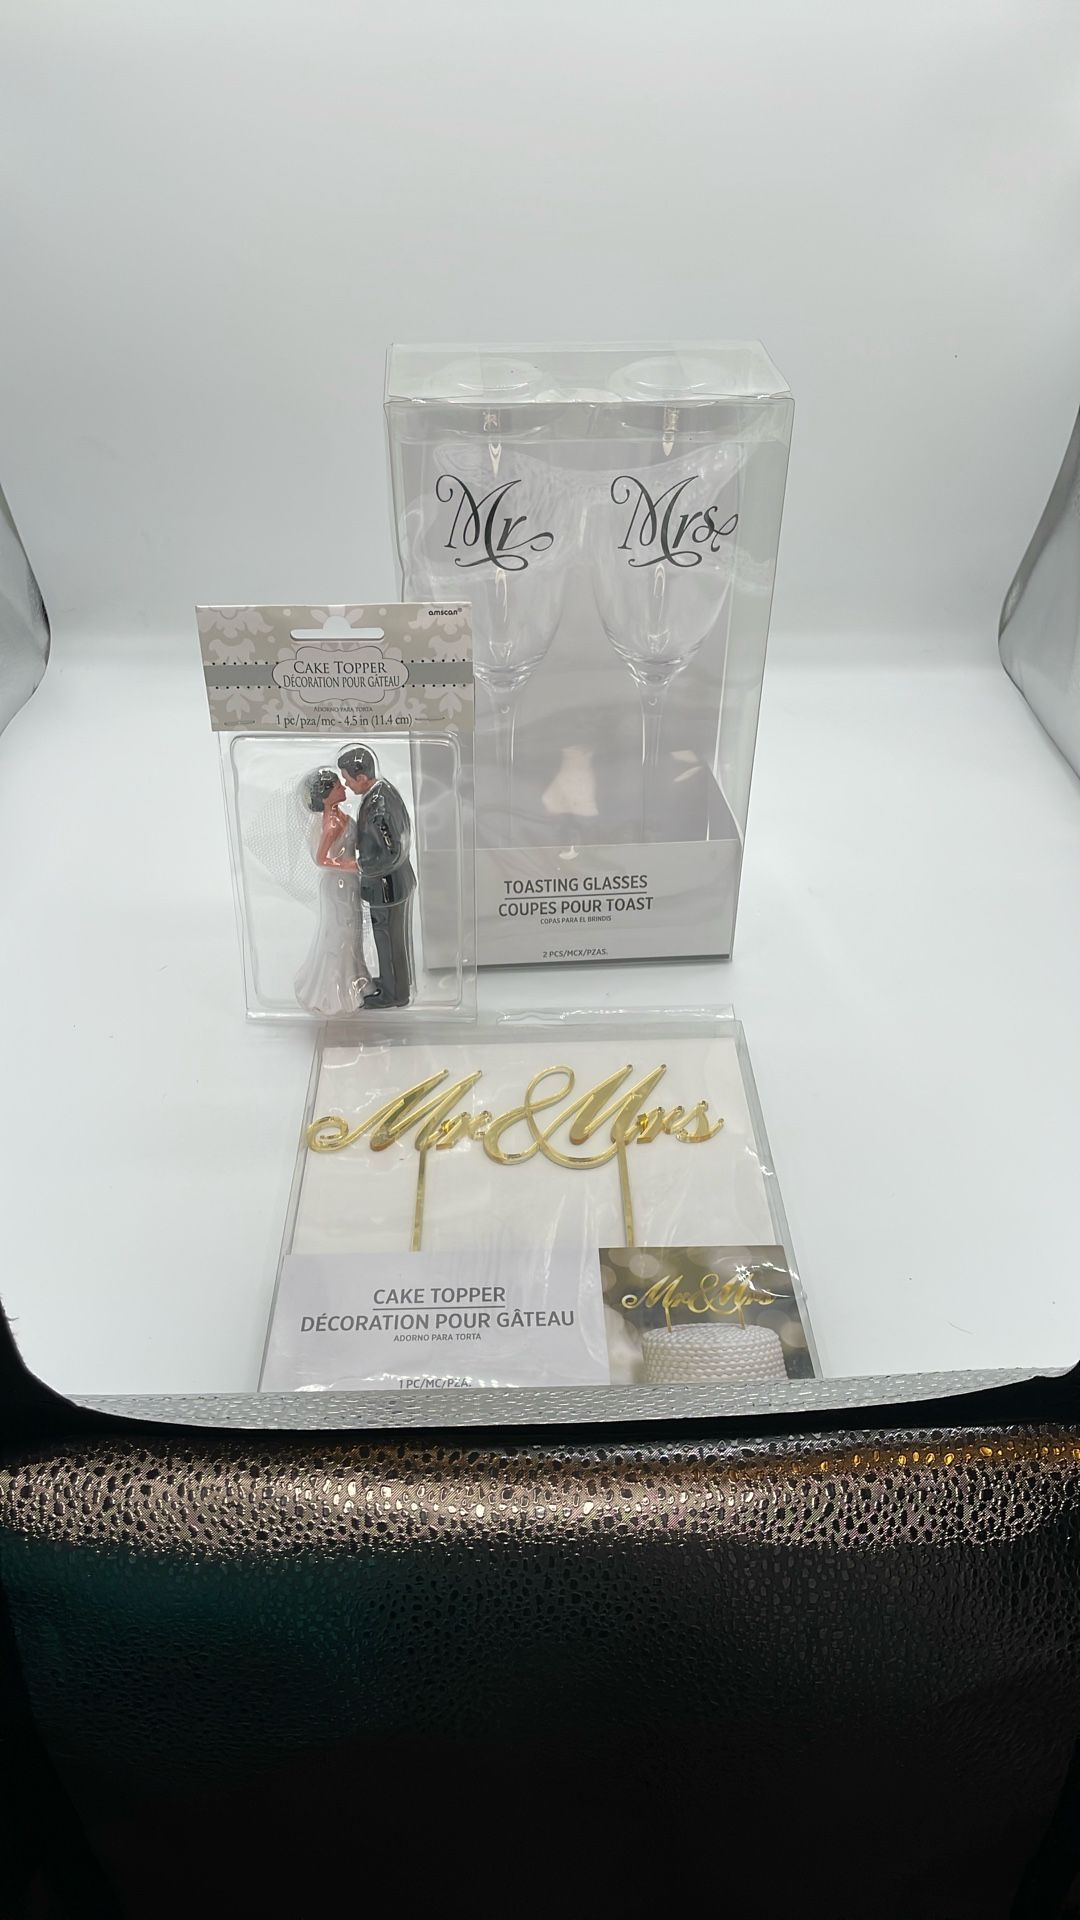 Mr
Mrs
TOASTING GLASSES
COUPES POUR TOAST
COPAS PARA EL BRINDIS
2 PCS/MCX/PZAS.
amscan®
CAKE TOPPER
DÉCORATION POUR GÂTEAU
ADORNO PARA TORTA
1 pc/pza/mc - 4.5 in (11.4 cm)
Mr & Mrs
CAKE TOPPER
DÉCORATION POUR GÂTEAU
ADORNO PARA TORTA
1 PC/MC/PZA.
Mr & Mrs